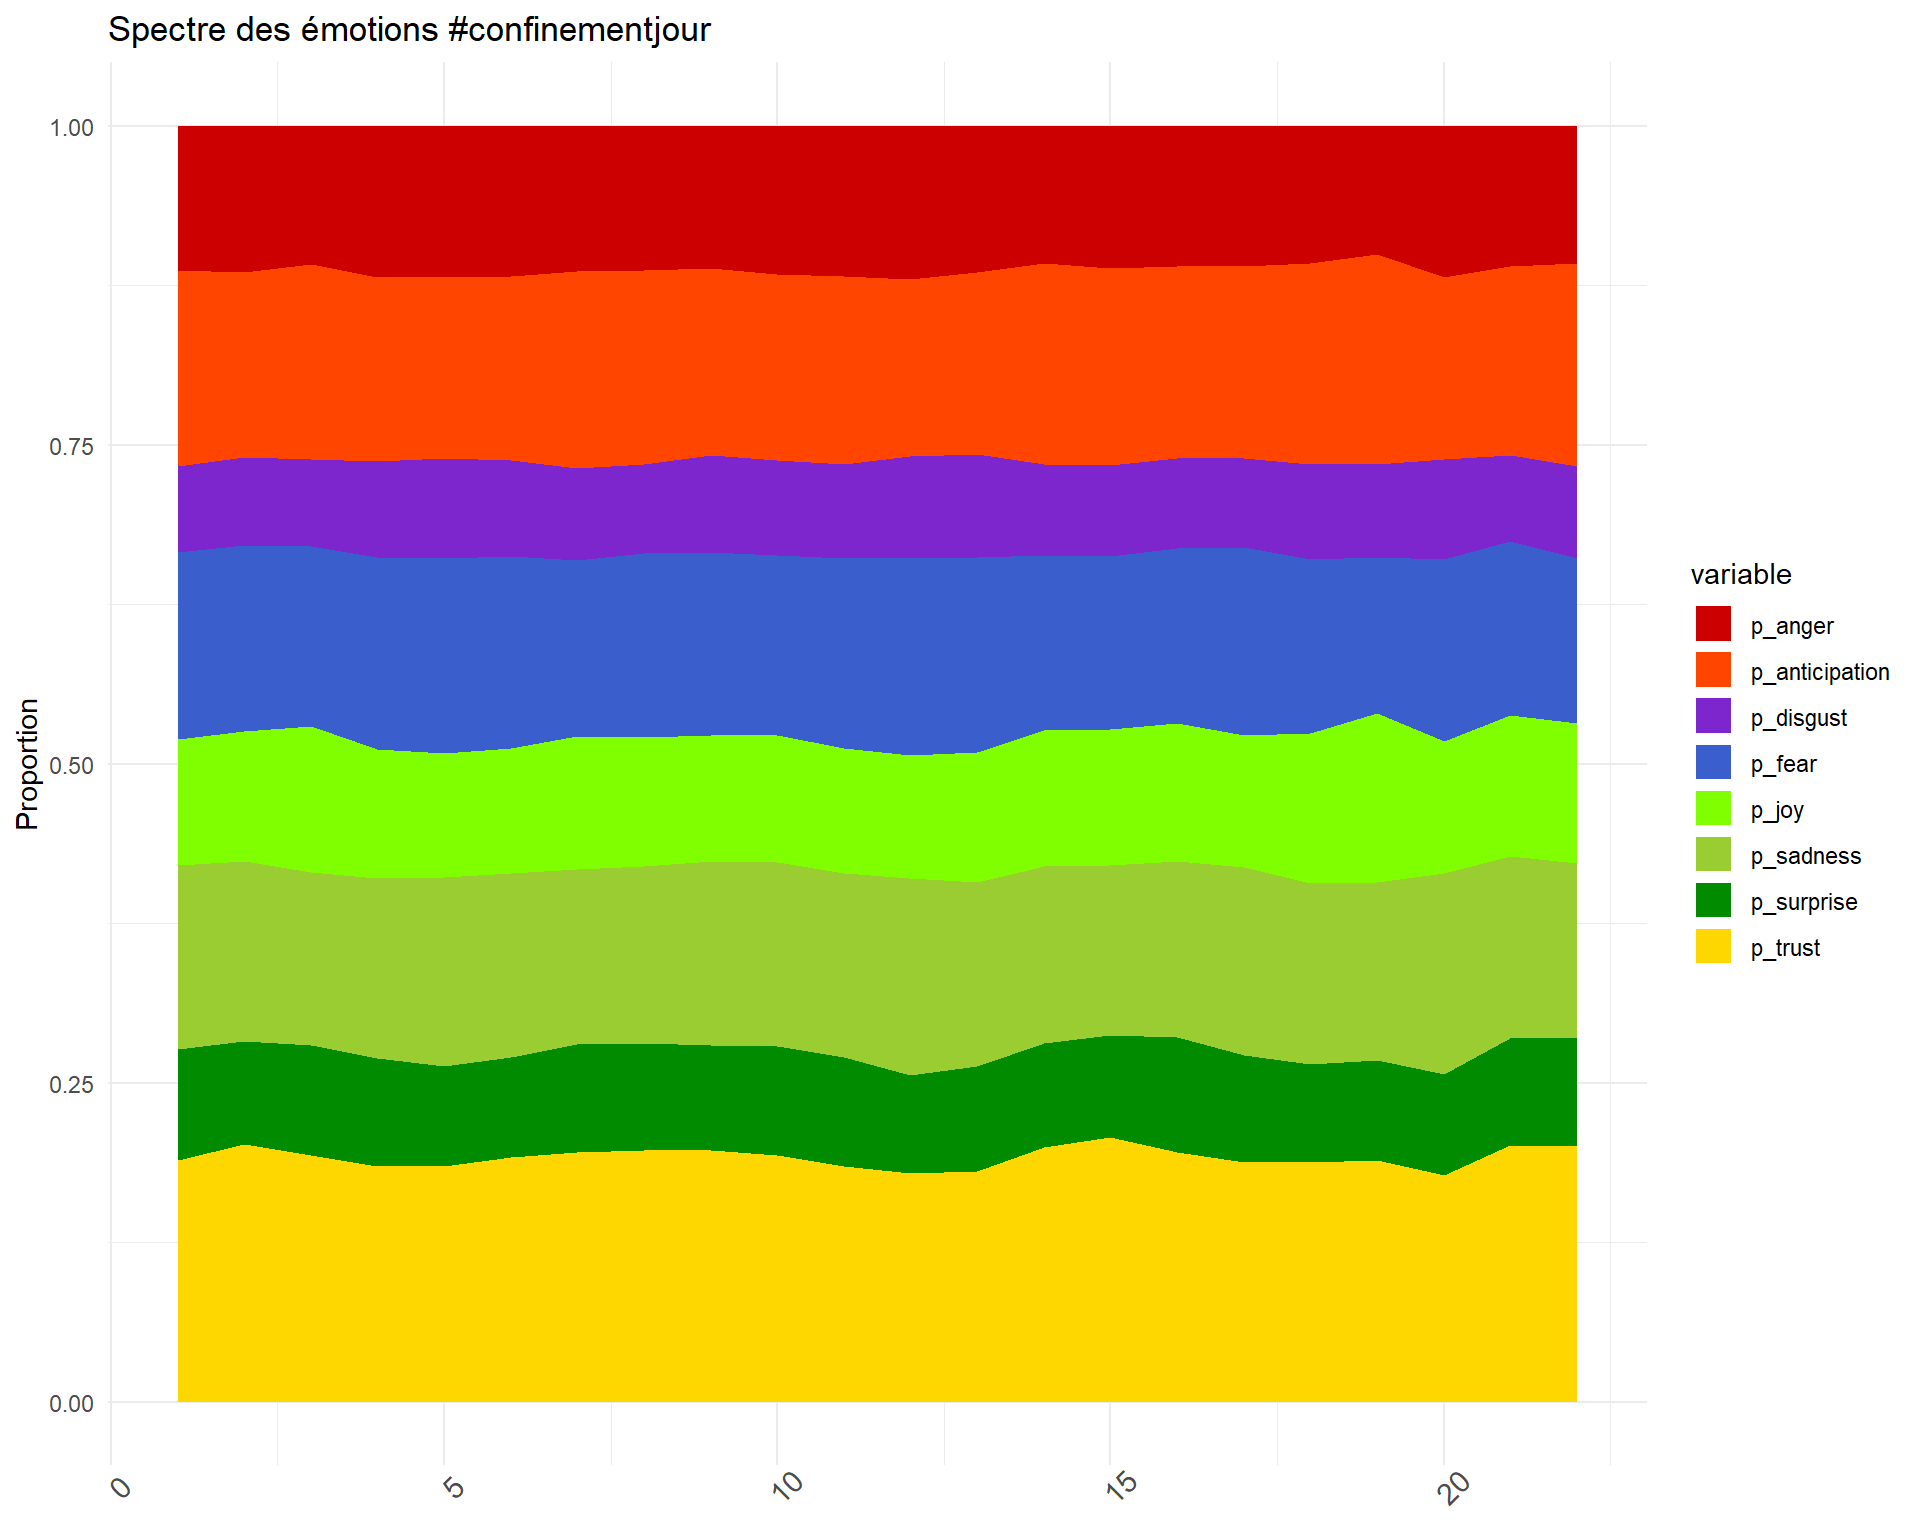 Spectre des émotions #confinementjour
1.00
0.75
0.50
0.25
0.00
Proportion
0
5
10
15
20
variable
p_anger
p_anticipation
p_disgust
p_fear
p_joy
p_sadness
p_surprise
p_trust